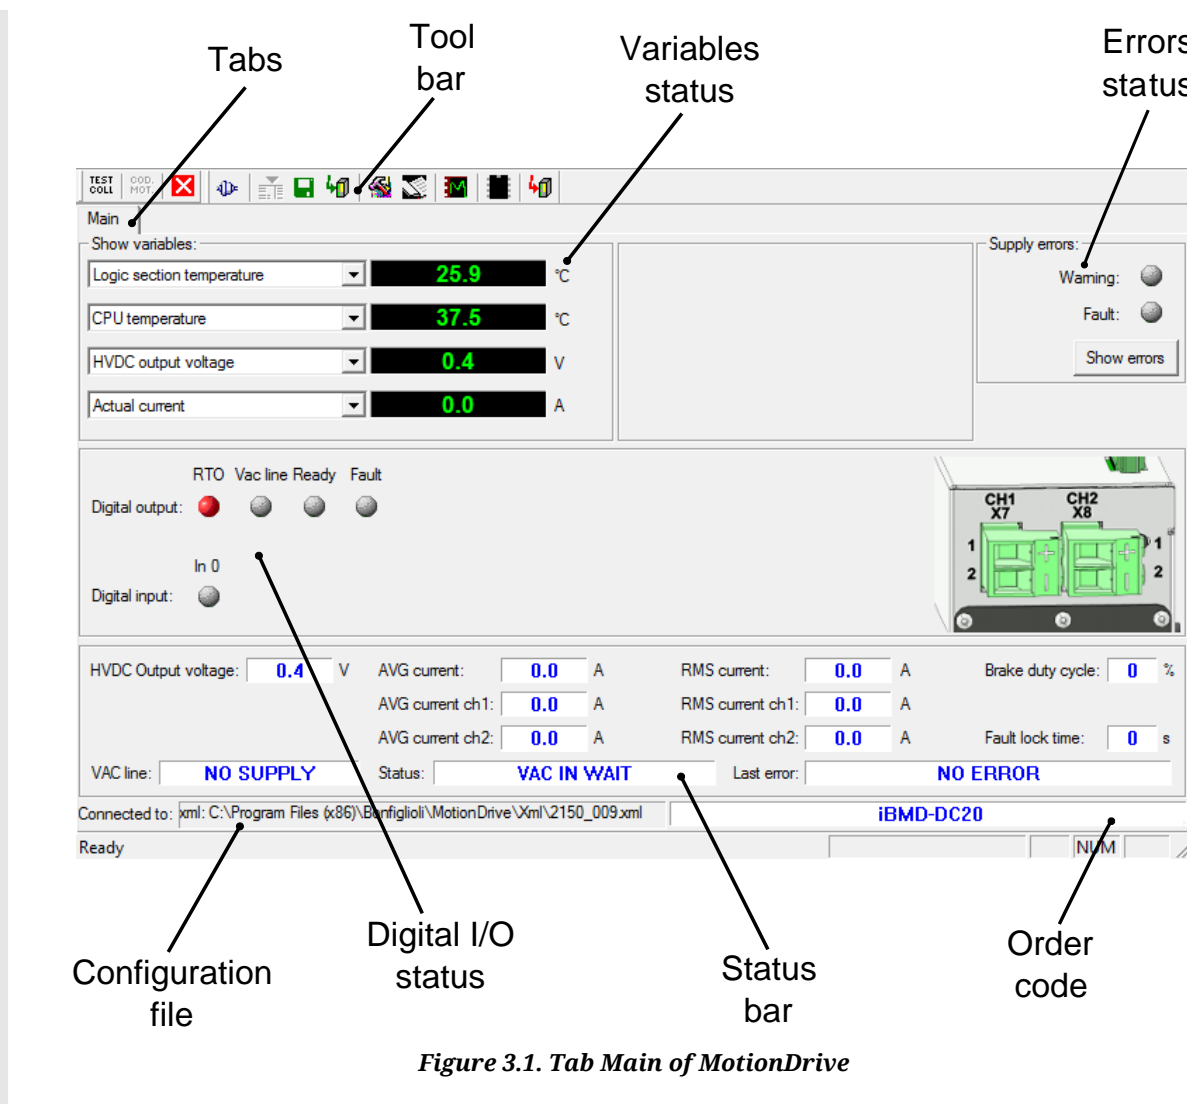 Tabs
Tool
bar
Variables
status
Errors
status
TEST
COLL
COD.
MOT.
Main
Show variables:
Logic section temperature 25.9 °C
CPU temperature 37.5 °C
HVDC output voltage 0.4 V
Actual current 0.0 A
Supply errors:
Warning:
Fault:
Show errors
RTO Vac line Ready Fault
Digital output:
In 0
Digital input:
CH1
X7
CH2
X8
1
2
1
2
HVDC Output voltage: 0.4 V AVG current: 0.0 A RMS current: 0.0 A Brake duty cycle: 0 %
AVG current ch1: 0.0 A RMS current ch1: 0.0 A
AVG current ch2: 0.0 A RMS current ch2: 0.0 A Fault lock time: 0 s
VAC line: NO SUPPLY Status: VAC IN WAIT Last error: NO ERROR
Connected to: xml: C:\Program Files (x86)\Bonfiglioli\MotionDrive\Xml\2150_009.xml iBMD-DC20
Ready NUM
Configuration
file
Digital I/O
status
Status
bar
Order
code
Figure 3.1. Tab Main of MotionDrive